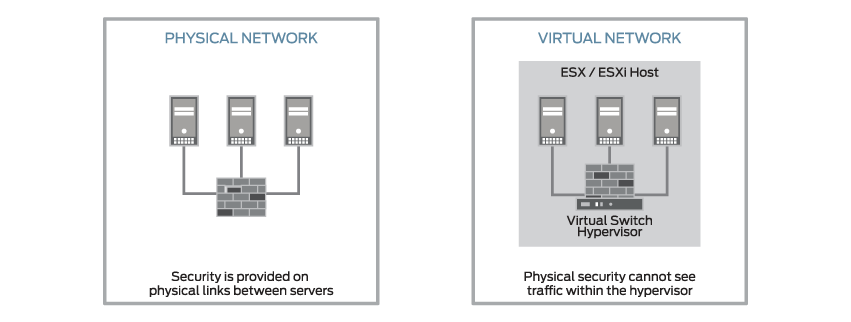 PHYSICAL NETWORK
Security is provided on
physical links between servers
VIRTUAL NETWORK
ESX / ESXi Host
Virtual Switch
Hypervisor
Physical security cannot see
traffic within the hypervisor